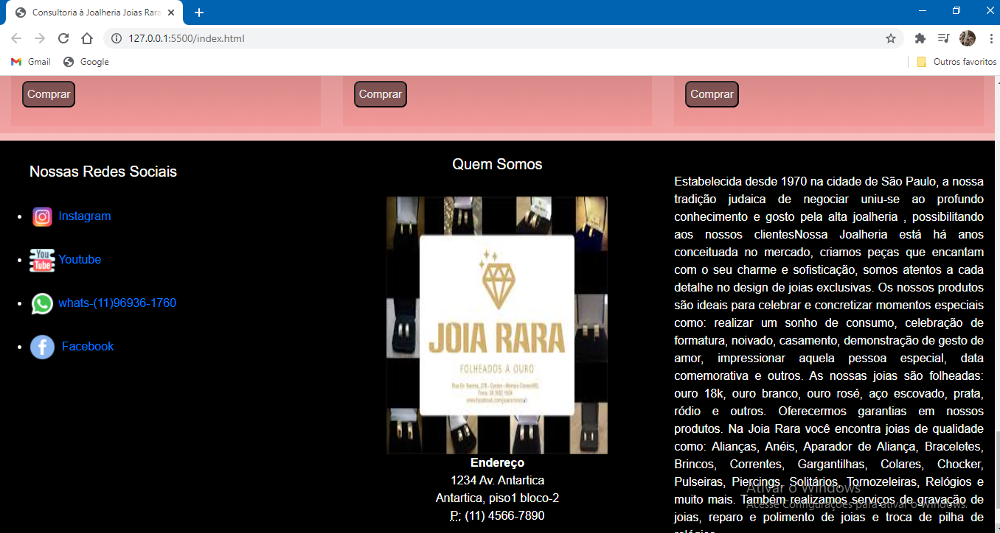 Consultoria à Joalheria Joias Rara
127.0.0.1:5500/index.html
Gmail
Google
Outros favoritos
Comprar
Comprar
Comprar
Nossas Redes Sociais
Instagram
You
Tube
Youtube
whats-(11)96936-1760
Facebook
Quem Somos
JOIA RARA
FOLHEADOS A OURO
Endereço
1234 Av. Antartica
Antartica, piso1 bloco-2
P: (11) 4566-7890
Estabelecida desde 1970 na cidade de São Paulo, a nossa
tradição judaica de negociar uniu-se ao profundo
conhecimento e gosto pela alta joalheria , possibilitando
aos nossos clientesNossa Joalheria está há anos
conceituada no mercado, criamos peças que encantam
com o seu charme e sofisticação, somos atentos a cada
detalhe no design de joias exclusivas. Os nossos produtos
são ideais para celebrar e concretizar momentos especiais
como: realizar um sonho de consumo, celebração de
formatura, noivado, casamento, demonstração de gesto de
amor, impressionar aquela pessoa especial, data
comemorativa e outros. As nossas joias são folheadas:
ouro 18k, ouro branco, ouro rosé, aço escovado, prata,
ródio e outros. Oferecermos garantias em nossos
produtos. Na Joia Rara você encontra joias de qualidade
como: Alianças, Anéis, Aparador de Aliança, Braceletes,
Brincos, Correntes, Gargantilhas, Colares, Chocker,
Pulseiras, Piercings, Solitários, Tornozeleiras, Relógios e
muito mais. Também realizamos serviços de gravação de
joias, reparo e polimento de joias e troca de pilha de
Ativar o Windows
Acesse Configurações para ativar o Windows.